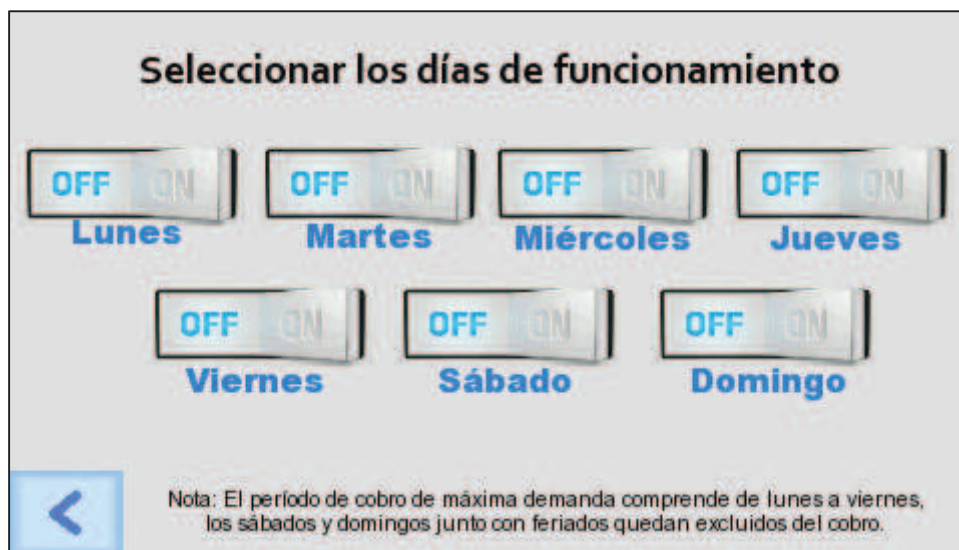 Seleccionar los días de funcionamiento
OFF ON OFF ON OFF ON OFF ON
Lunes Martes Miércoles Jueves
OFF ON OFF ON OFF ON
Viernes Sábado Domingo
Nota: El período de cobro de máxima demanda comprende de lunes a viernes,
los sábados y domingos junto con feriados quedan excluidos del cobro.